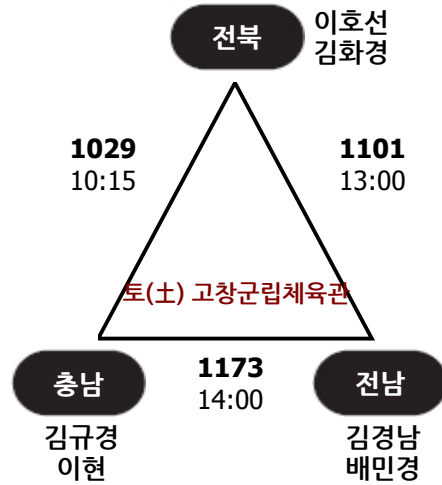 전북
이호선
김화경
1029
10:15
1101
13:00
토(土) 고창군립체육관
충남
1173
14:00
전남
김규경
이현
김경남
배민경